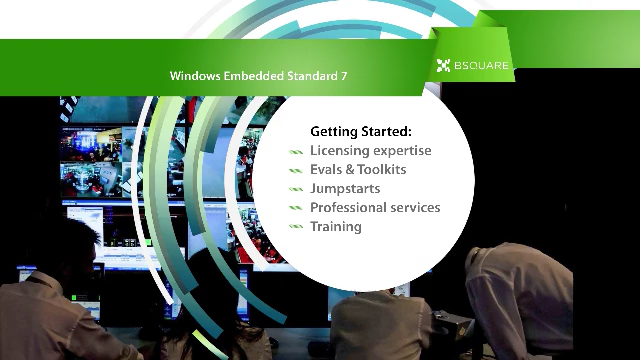 Windows Embedded Standard 7
BSQUARE
Getting Started:
Licensing expertise
Evals & Toolkits
Jumpstarts
Professional services
Training